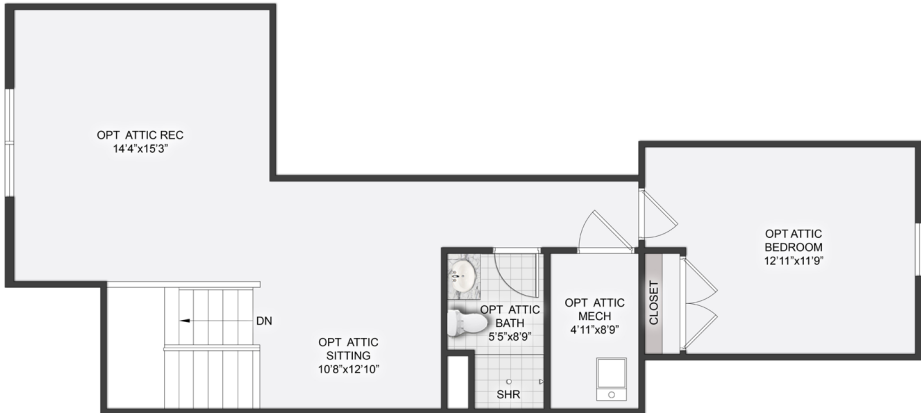 OPT ATTIC REC
14'4"x15'3"
OPT ATTIC
BEDROOM
12'11"x11'9"
CLOSET
OPT ATTIC
BATH
5'5"x8'9"
OPT ATTIC
MECH
4'11"x8'9"
DN
OPT ATTIC
SITTING
10'8"x12'10"
SHR